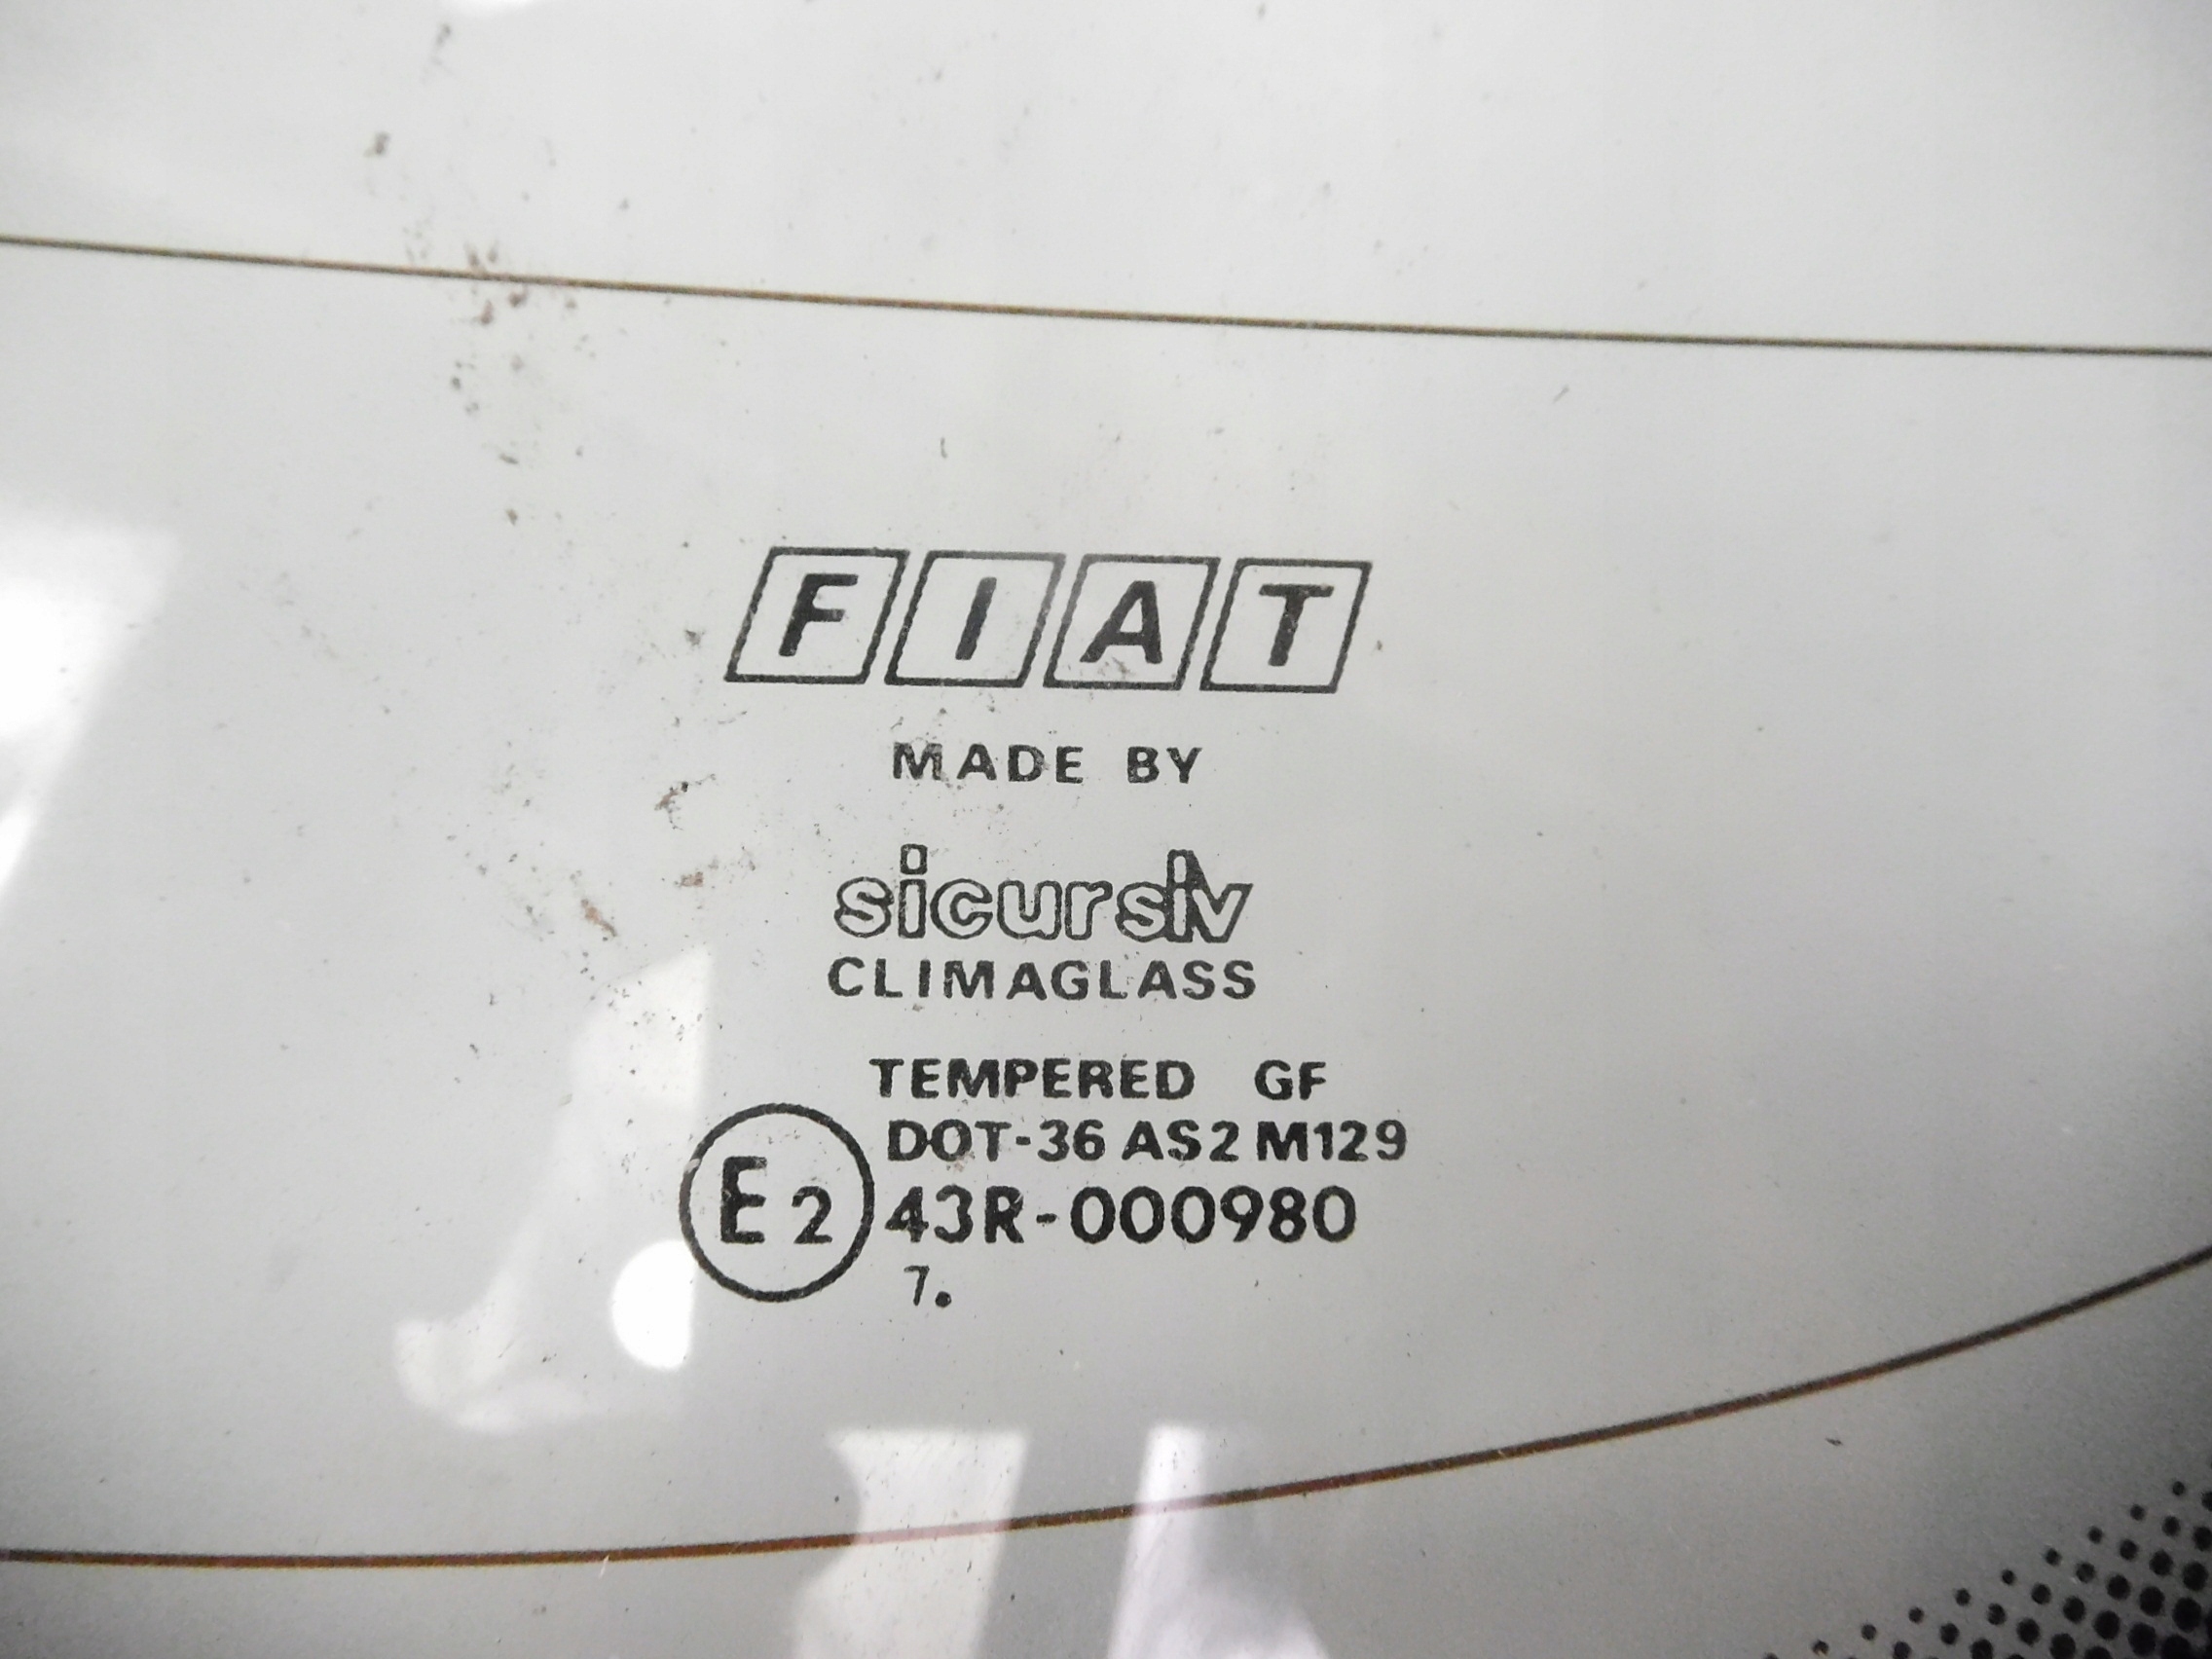 FIAT
MADE BY
sicursiv
CLIMAGLASS
TEMPERED GF
DOT-36 AS2 M129
E2 43R-000980
7.